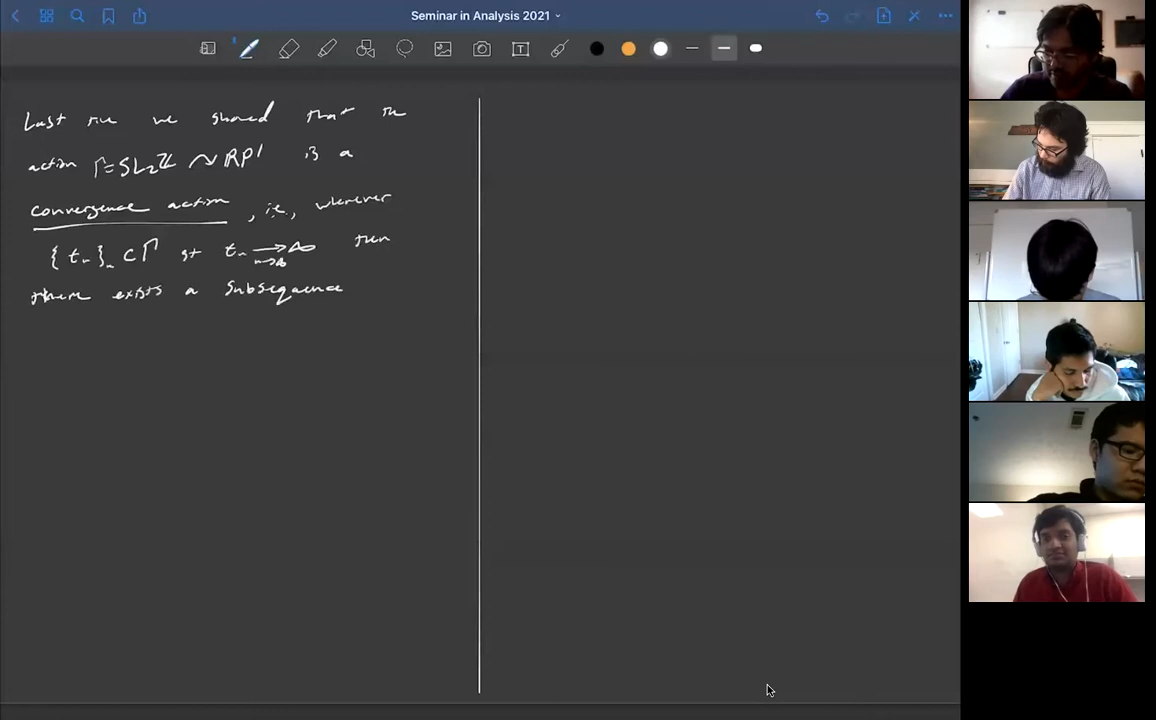 Seminar in Analysis 2021
Last time we showed that the
action Γ=SL₂ℤ ↷ RP¹ is a
convergence action, i.e., whenever
{tₙ}ₙ ⊂ Γ st tₙ →ₙ→∞ ∞ then
there exists a subsequence